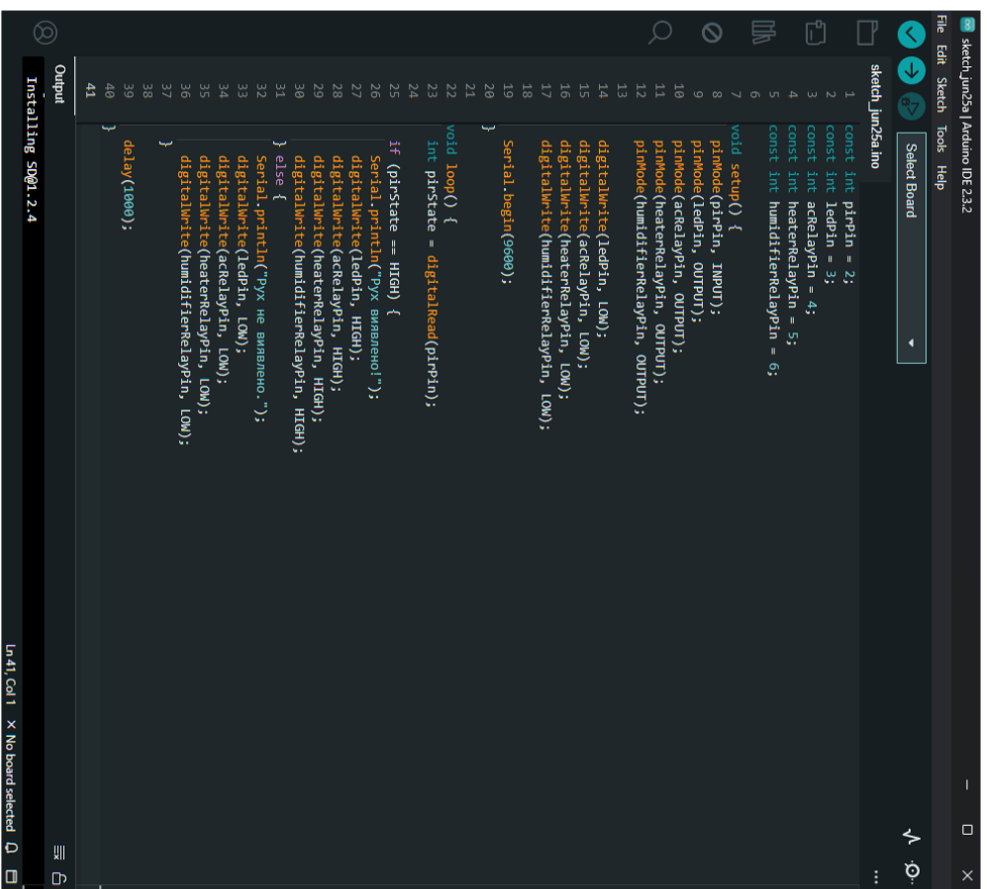 sketch_jun25a | Arduino IDE 2.3.2
File Edit Sketch Tools Help
Select Board
sketch_jun25a.ino
1 const int pirPin = 2;
2 const int ledPin = 3;
3 const int acRelayPin = 4;
4 const int heaterRelayPin = 5;
5 const int humidifierRelayPin = 6;
6
7 void setup() {
8 pinMode(pirPin, INPUT);
9 pinMode(ledPin, OUTPUT);
10 pinMode(acRelayPin, OUTPUT);
11 pinMode(heaterRelayPin, OUTPUT);
12 pinMode(humidifierRelayPin, OUTPUT);
13
14 digitalWrite(ledPin, LOW);
15 digitalWrite(acRelayPin, LOW);
16 digitalWrite(heaterRelayPin, LOW);
17 digitalWrite(humidifierRelayPin, LOW);
18
19 Serial.begin(9600);
20 }
21
22 void loop() {
23 int pirState = digitalRead(pirPin);
24
25 if (pirState == HIGH) {
26 Serial.println("Рух виявлено!");
27 digitalWrite(ledPin, HIGH);
28 digitalWrite(acRelayPin, HIGH);
29 digitalWrite(heaterRelayPin, HIGH);
30 digitalWrite(humidifierRelayPin, HIGH);
31 } else {
32 Serial.println("Рух не виявлено.");
33 digitalWrite(ledPin, LOW);
34 digitalWrite(acRelayPin, LOW);
35 digitalWrite(heaterRelayPin, LOW);
36 digitalWrite(humidifierRelayPin, LOW);
37 }
38
39 delay(1000);
40 }
41
Output
Installing SD@1.2.4
Ln 41, Col 1 × No board selected